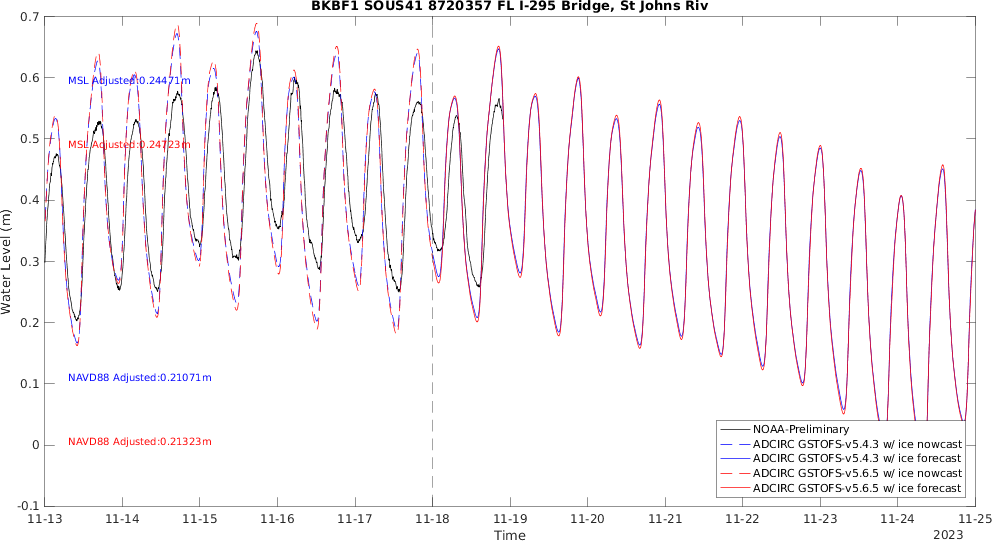 BKBF1 SOUS41 8720357 FL I-295 Bridge, St Johns Riv
0.7
0.6
0.5
0.4
0.3
0.2
0.1
0
-0.1
Water Level (m)
MSL Adjusted:0.24471m
MSL Adjusted:0.24723m
NAVD88 Adjusted:0.21071m
NAVD88 Adjusted:0.21323m
NOAA-Preliminary
ADCIRC GSTOFS-v5.4.3 w/ ice nowcast
ADCIRC GSTOFS-v5.4.3 w/ ice forecast
ADCIRC GSTOFS-v5.6.5 w/ ice nowcast
ADCIRC GSTOFS-v5.6.5 w/ ice forecast
11-13 11-14 11-15 11-16 11-17 11-18 11-19 11-20 11-21 11-22 11-23 11-24 11-25
Time
2023